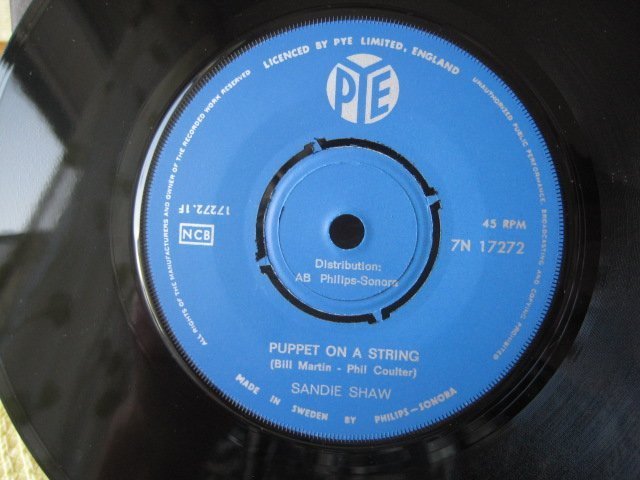 LICENCED BY PYE LIMITED, ENGLAND
UNAUTHORIZED PUBLIC PERFORMANCE, BROADCASTING AND COPYING PROHIBITED
ALL RIGHTS OF THE MANUFACTURERS AND OWNER OF THE RECORDED WORK RESERVED
PYE
17272.1F
NCB
45 RPM
7N 17272
Distribution:
AB Philips-Sonora
PUPPET ON A STRING
(Bill Martin - Phil Coulter)
SANDIE SHAW
MADE IN SWEDEN BY PHILIPS-SONORA